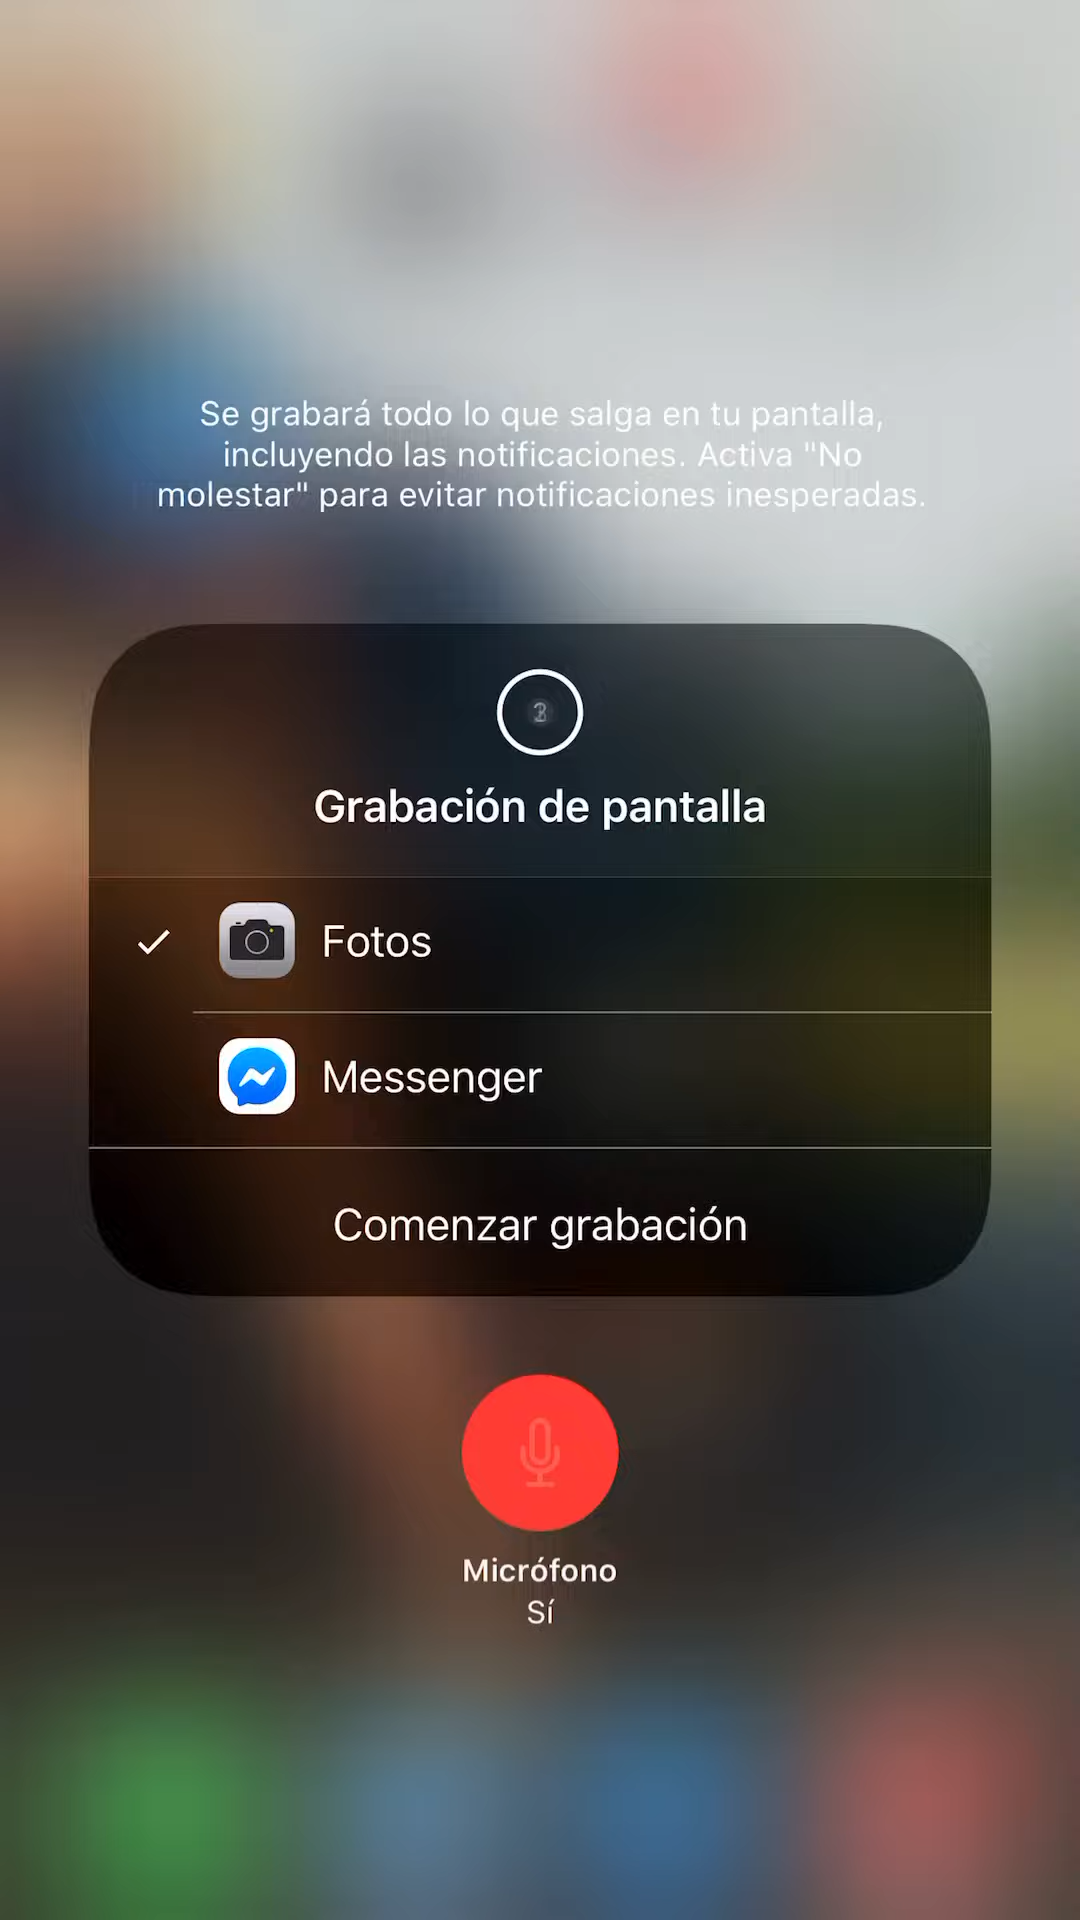 Se grabará todo lo que salga en tu pantalla,
incluyendo las notificaciones. Activa "No
molestar" para evitar notificaciones inesperadas.
Grabación de pantalla
Fotos
Messenger
Comenzar grabación
Micrófono
Sí